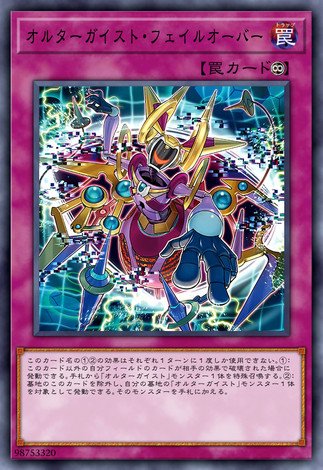 オルターガイスト・フェイルオーバー
トラップ
罠
【罠カード】
このカード名の①②の効果はそれぞれ１ターンに１度しか使用できない。①：
このカード以外の自分フィールドのカードが相手の効果で破壊された場合に
発動できる。手札から「オルターガイスト」モンスター１体を特殊召喚する。②：
墓地のこのカードを除外し、自分の墓地の「オルターガイスト」モンスター１体
を対象として発動できる。そのモンスターを手札に加える。
98753320